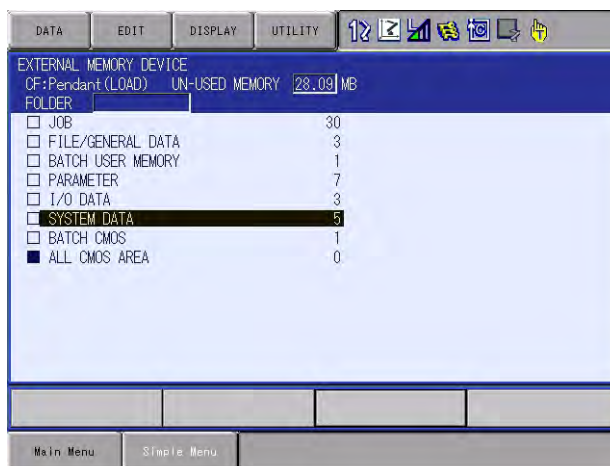 DATA EDIT DISPLAY UTILITY
EXTERNAL MEMORY DEVICE
CF:Pendant(LOAD) UN-USED MEMORY 28.09 MB
FOLDER
JOB 30
FILE/GENERAL DATA 3
BATCH USER MEMORY 1
PARAMETER 7
I/O DATA 3
SYSTEM DATA 5
BATCH CMOS 1
ALL CMOS AREA 0
Main Menu Simple Menu